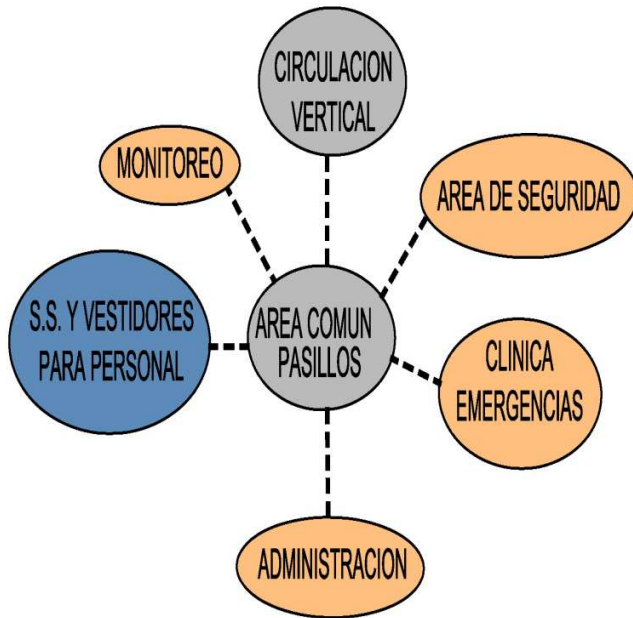 CIRCULACION
VERTICAL
MONITOREO
AREA DE SEGURIDAD
S.S. Y VESTIDORES
PARA PERSONAL
AREA COMUN
PASILLOS
CLINICA
EMERGENCIAS
ADMINISTRACION